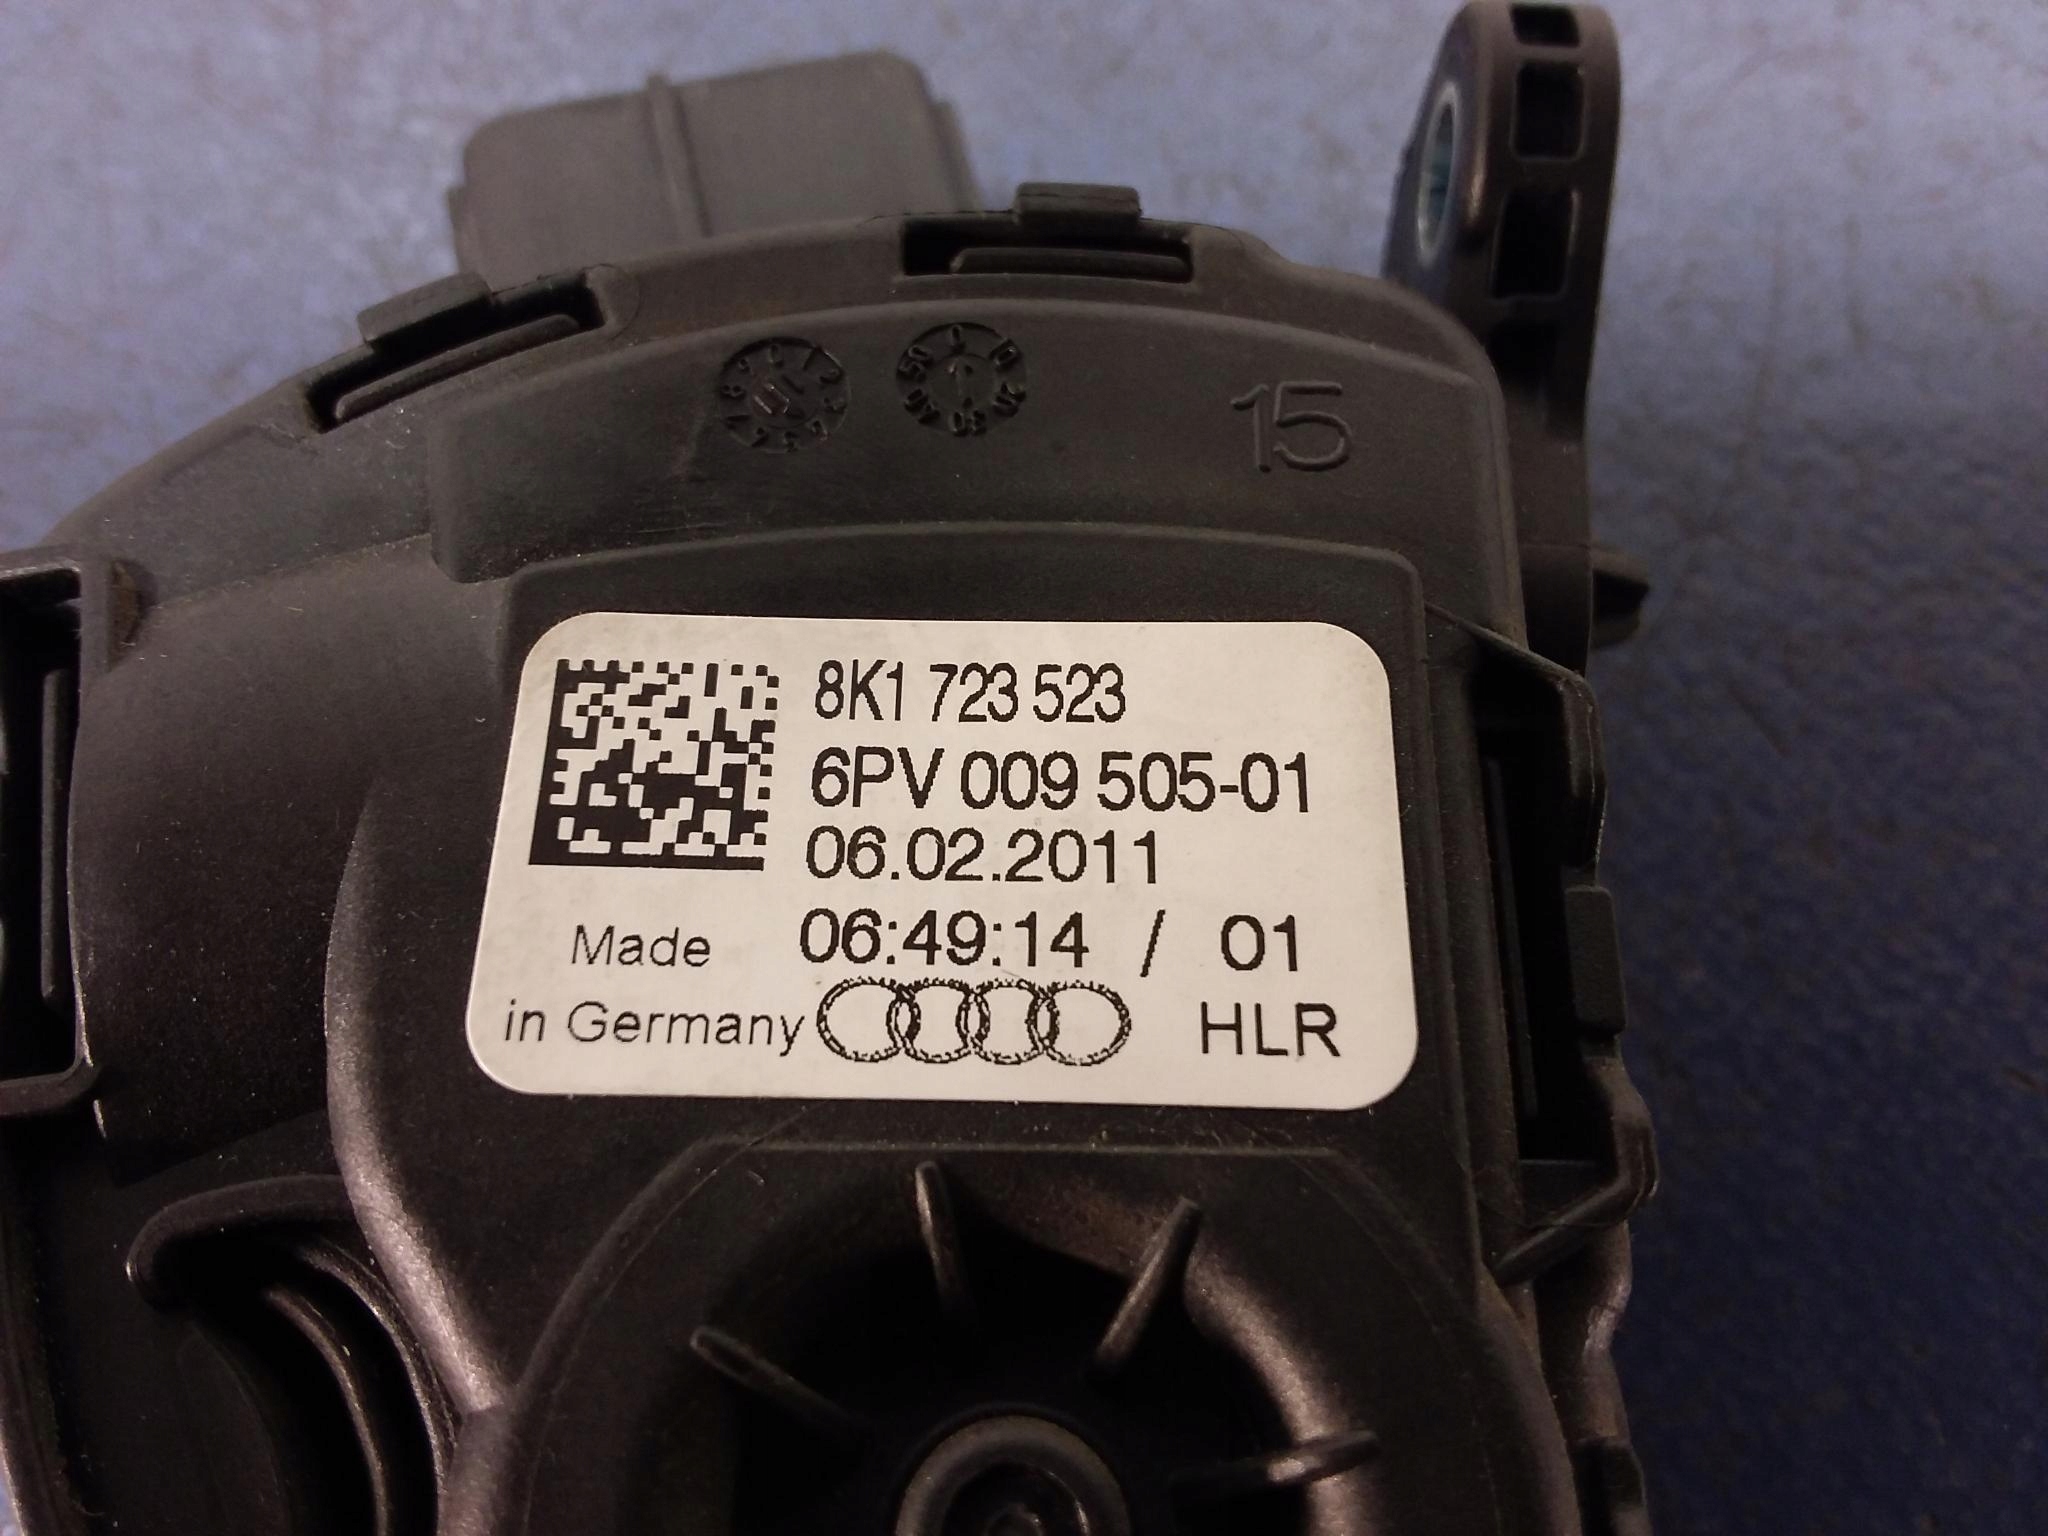 15
8K1 723 523
6PV 009 505-01
06.02.2011
Made 06:49:14 / 01
in Germany HLR